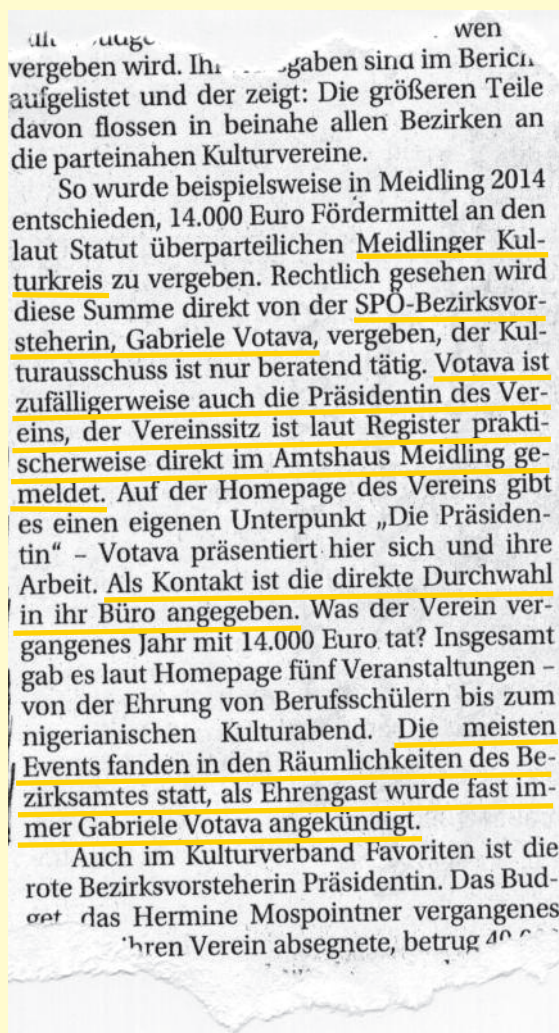 wen
vergeben wird. sind im
aufgelistet und der zeigt: Die größeren Teile
davon flossen in beinahe allen Bezirken an
die parteinahen Kulturvereine.
So wurde beispielsweise in Meidling 2014
entschieden, 14.000 Euro Fördermittel an den
laut Statut überparteilichen Meidlinger Kul-
turkreis zu vergeben. Rechtlich gesehen wird
diese Summe direkt von der SPÖ-Bezirksvor-
steherin, Gabriele Votava, vergeben, der Kul-
turausschuss ist nur beratend tätig. Votava ist
zufälligerweise auch die Präsidentin des Ver-
eins, der Vereinssitz ist laut Register prakti-
scherweise direkt im Amtshaus Meidling ge-
meldet. Auf der Homepage des Vereins gibt
es einen eigenen Unterpunkt „Die Präsiden-
tin“ – Votava präsentiert hier sich und ihre
Arbeit. Als Kontakt ist die direkte Durchwahl
in ihr Büro angegeben. Was der Verein ver-
gangenes Jahr mit 14.000 Euro tat? Insgesamt
gab es laut Homepage fünf Veranstaltungen –
von der Ehrung von Berufsschülern bis zum
nigerianischen Kulturabend. Die meisten
Events fanden in den Räumlichkeiten des Be-
zirksamtes statt, als Ehrengast wurde fast im-
mer Gabriele Votava angekündigt.
Auch im Kulturverband Favoriten ist die
rote Bezirksvorsteherin Präsidentin. Das Bud-
get, das Hermine Mospointner vergangenes
ihren Verein absegnete, betrug